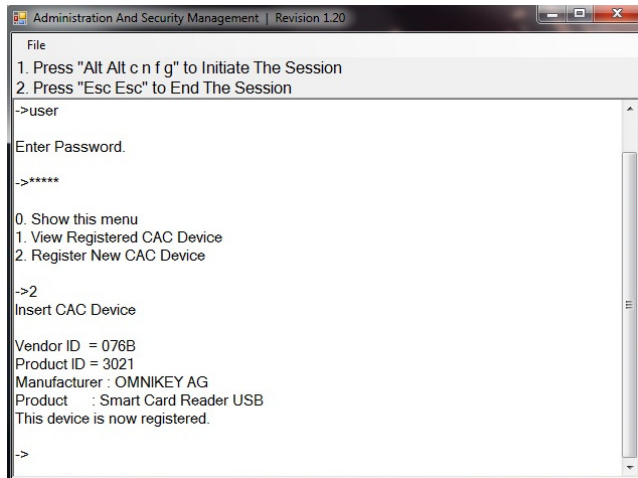 Administration And Security Management | Revision 1.20
File
1. Press "Alt Alt c n f g" to Initiate The Session
2. Press "Esc Esc" to End The Session
->user
Enter Password.
->*****
0. Show this menu
1. View Registered CAC Device
2. Register New CAC Device
->2
Insert CAC Device
Vendor ID = 076B
Product ID = 3021
Manufacturer : OMNIKEY AG
Product : Smart Card Reader USB
This device is now registered.
->